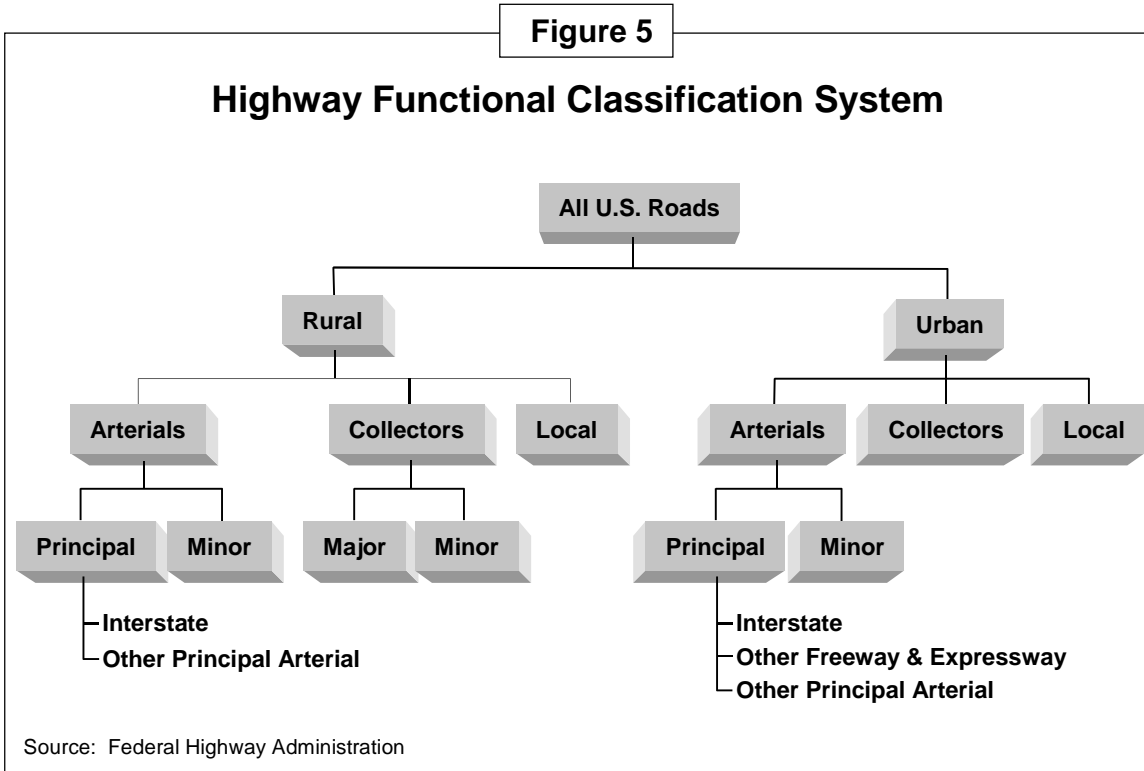 Figure 5
Highway Functional Classification System
All U.S. Roads
Rural
Urban
Arterials
Collectors
Local
Arterials
Collectors
Local
Principal
Minor
Major
Minor
Principal
Minor
Interstate
Other Principal Arterial
Interstate
Other Freeway & Expressway
Other Principal Arterial
Source: Federal Highway Administration